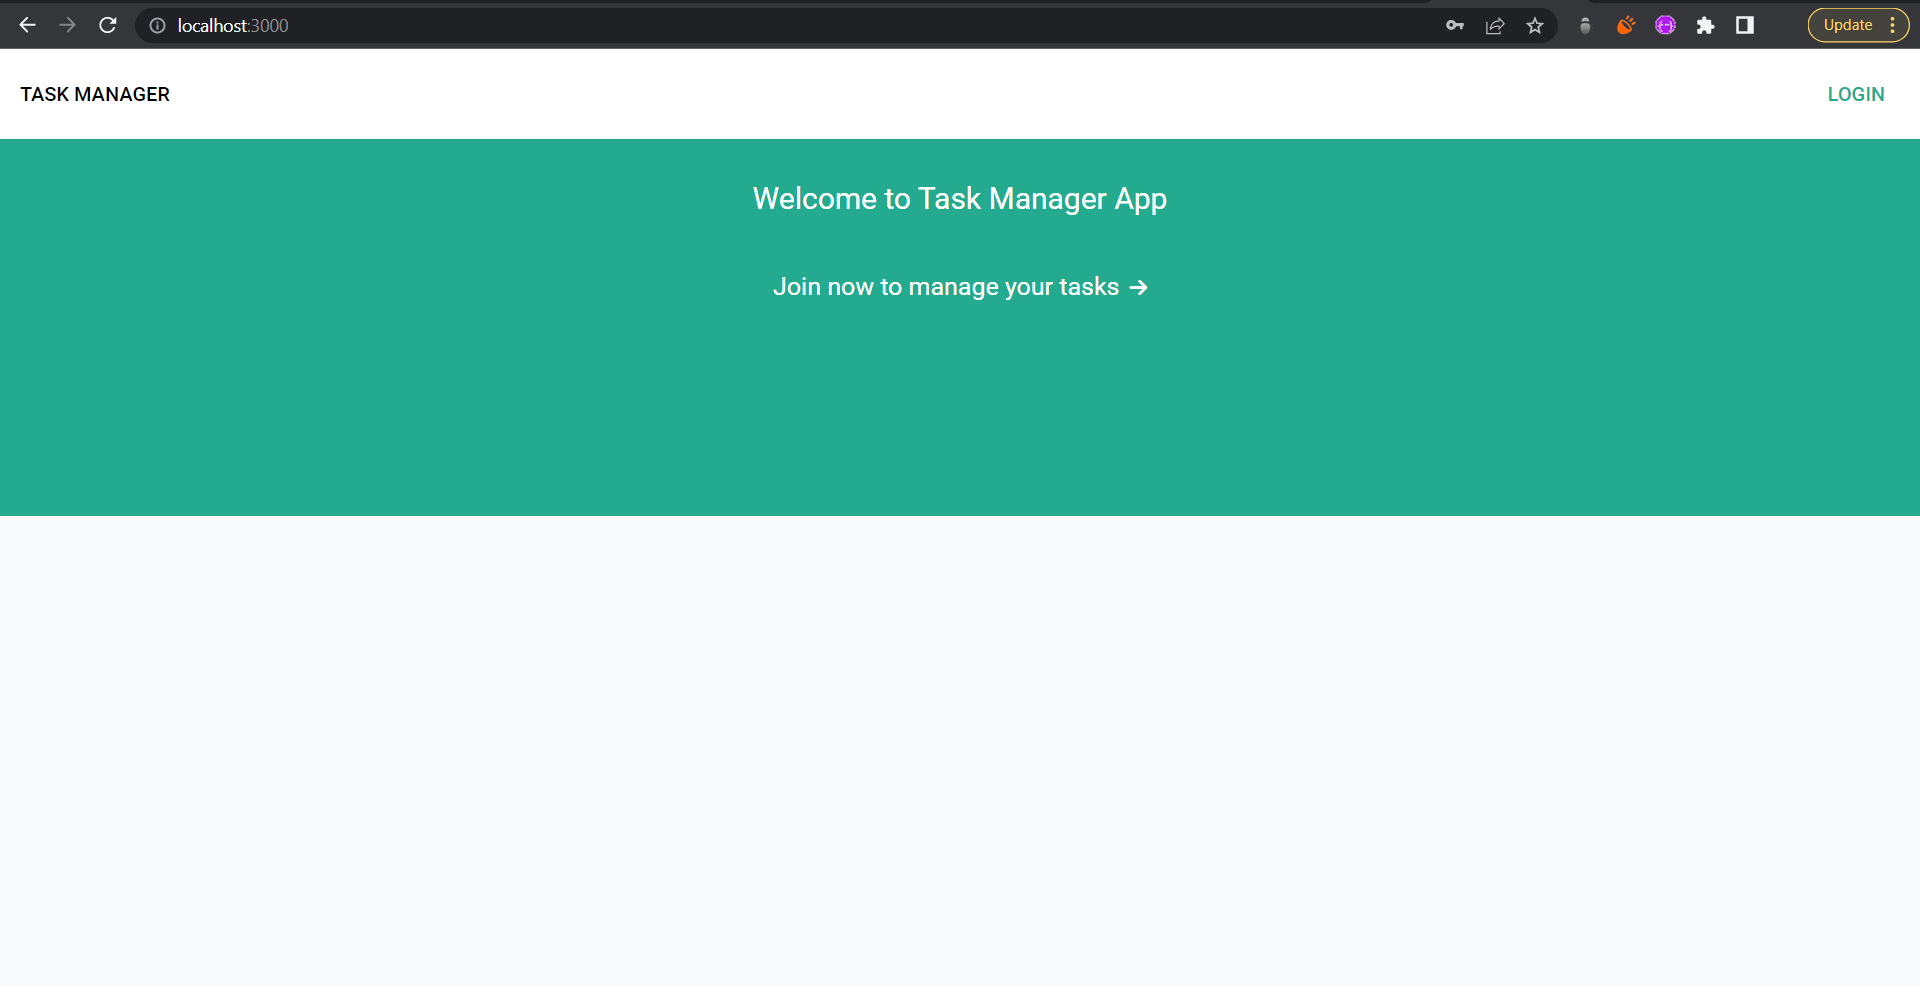 localhost:3000
Update
TASK MANAGER
LOGIN
Welcome to Task Manager App
Join now to manage your tasks →